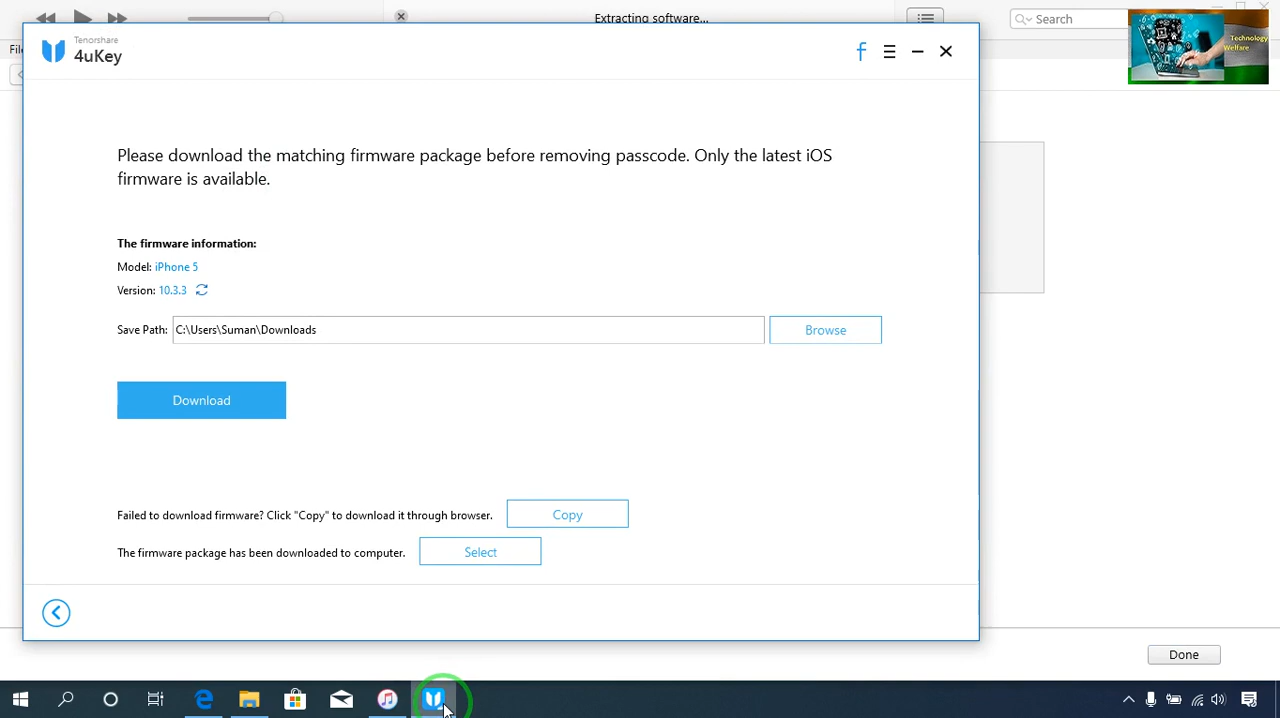 Extracting software...
Search
Technology
Welfare
Tenorshare
4uKey
f
Please download the matching firmware package before removing passcode. Only the latest iOS
firmware is available.
The firmware information:
Model: iPhone 5
Version: 10.3.3
Save Path: C:\Users\Suman\Downloads Browse
Download
Failed to download firmware? Click "Copy" to download it through browser. Copy
The firmware package has been downloaded to computer. Select
Done